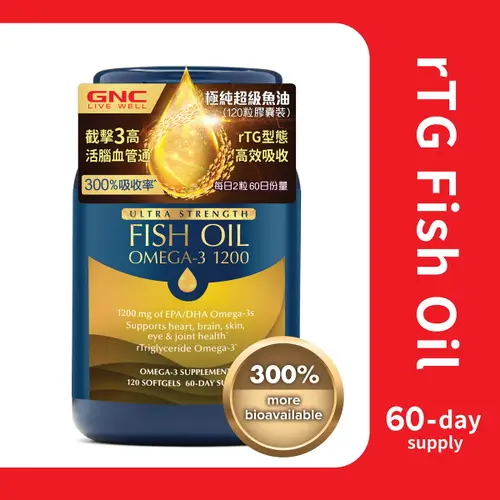 GNC
LIVE WELL
極純超級魚油
(120粒膠囊裝)
截擊3高
活腦血管通
rTG型態
高效吸收
300%吸收率^
每日2粒 60日份量
ULTRA STRENGTH
FISH OIL
OMEGA-3 1200
1200 mg of EPA/DHA Omega-3s
Supports heart, brain, skin,
eye & joint health*
rTriglyceride Omega-3*
OMEGA-3 SUPPLEMENT
120 SOFTGELS 60-DAY
300%
more
bioavailable
rTG Fish Oil
60-day
supply